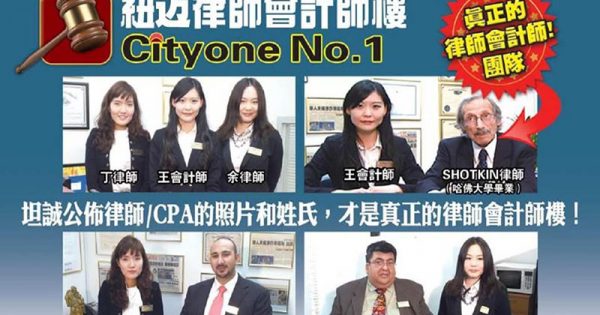 紐迈律師會計師樓
Cityone No.1
真正的
律師會計師!
團隊
丁律師
王會計師
余律師
王會計師
SHOTKIN律師
(哈佛大學畢業)
坦誠公佈律師/CPA的照片和姓氏，才是真正的律師會計師樓！